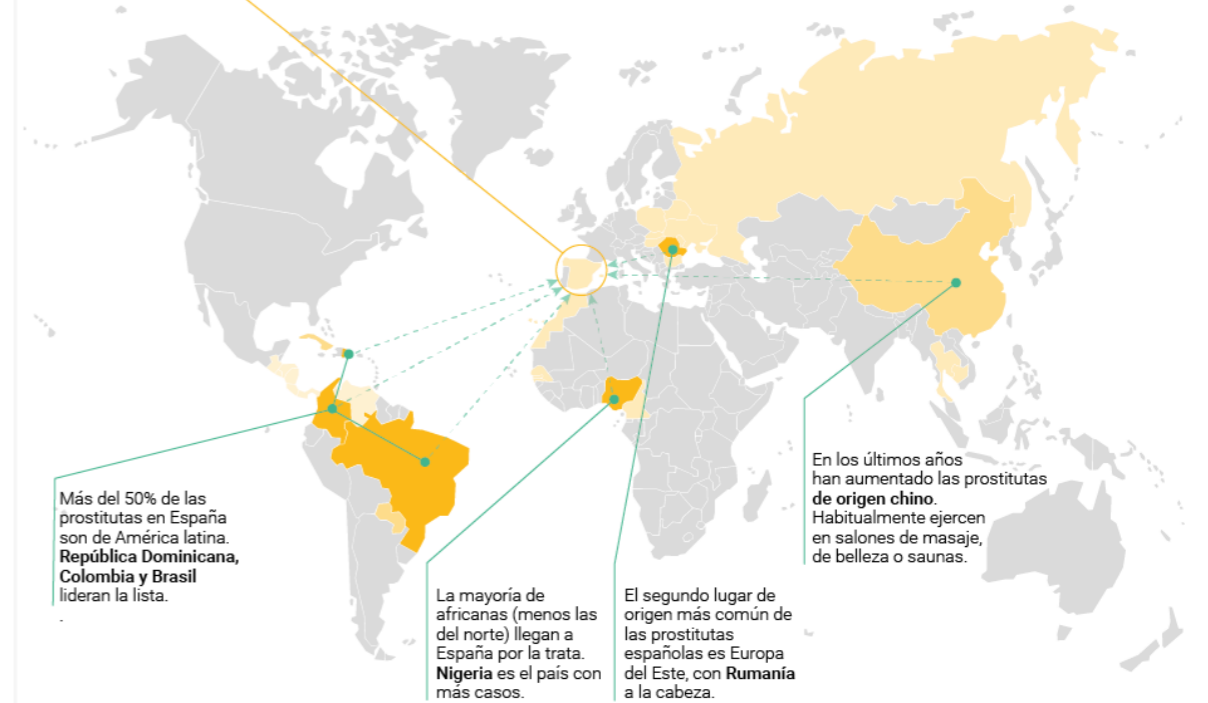 Más del 50% de las
prostitutas en España
son de América latina.
República Dominicana,
Colombia y Brasil
lideran la lista.
.
La mayoría de
africanas (menos las
del norte) llegan a
España por la trata.
Nigeria es el país con
más casos.
El segundo lugar de
origen más común de
las prostitutas
españolas es Europa
del Este, con Rumanía
a la cabeza.
En los últimos años
han aumentado las prostitutas
de origen chino.
Habitualmente ejercen
en salones de masaje,
de belleza o saunas.